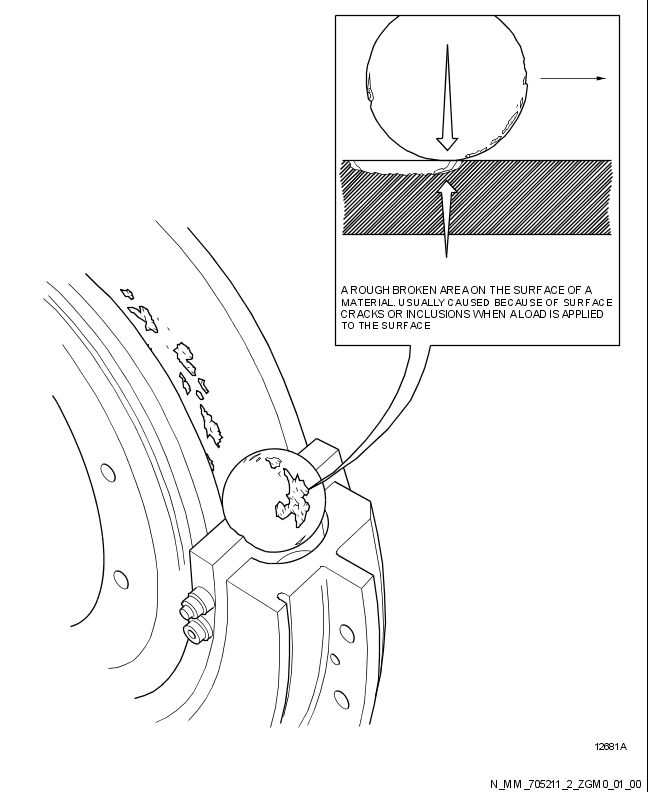 A ROUGH BROKEN AREA ON THE SURFACE OF A
MATERIAL. USUALLY CAUSED BECAUSE OF SURFACE
CRACKS OR INCLUSIONS WHEN A LOAD IS APPLIED
TO THE SURFACE
12681A
N_MM_705211_2_ZGM0_01_00